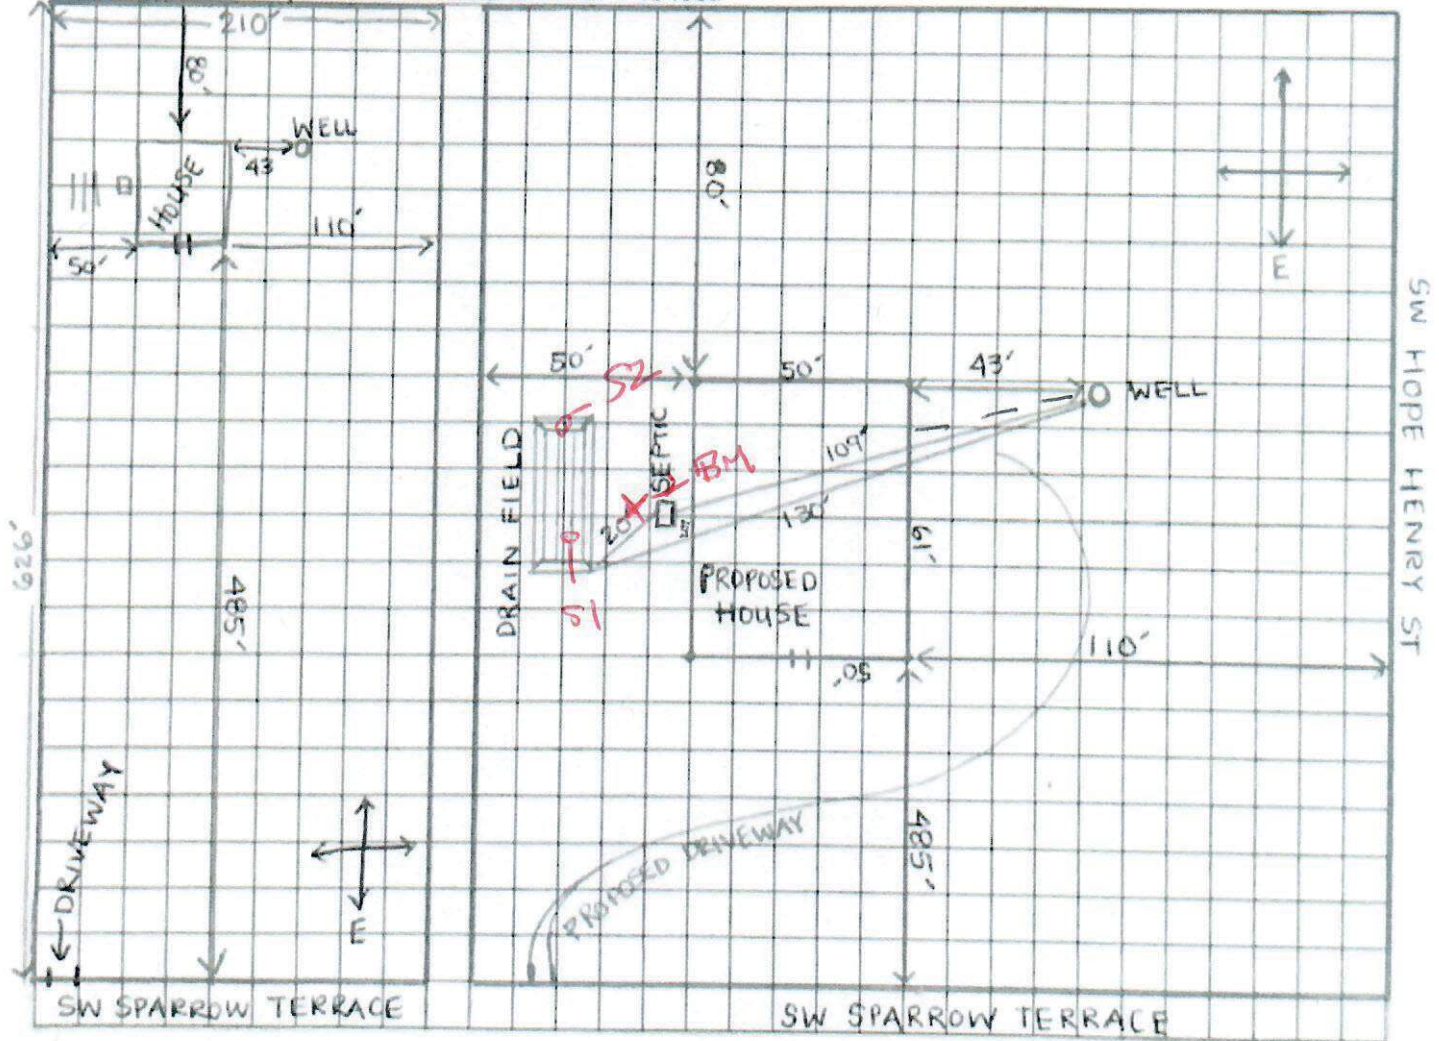 210'
80'
WELL
43
HOUSE
50'
110'
626'
485'
DRIVEWAY
E
SW SPARROW TERRACE
80'
E
SW HOPE HENRY ST
50'
S2
50'
43'
WELL
DRAIN FIELD
SEPTIC
BM
109'
20'
130'
61'
S1
PROPOSED
HOUSE
50'
110'
PROPOSED DRIVEWAY
485'
SW SPARROW TERRACE